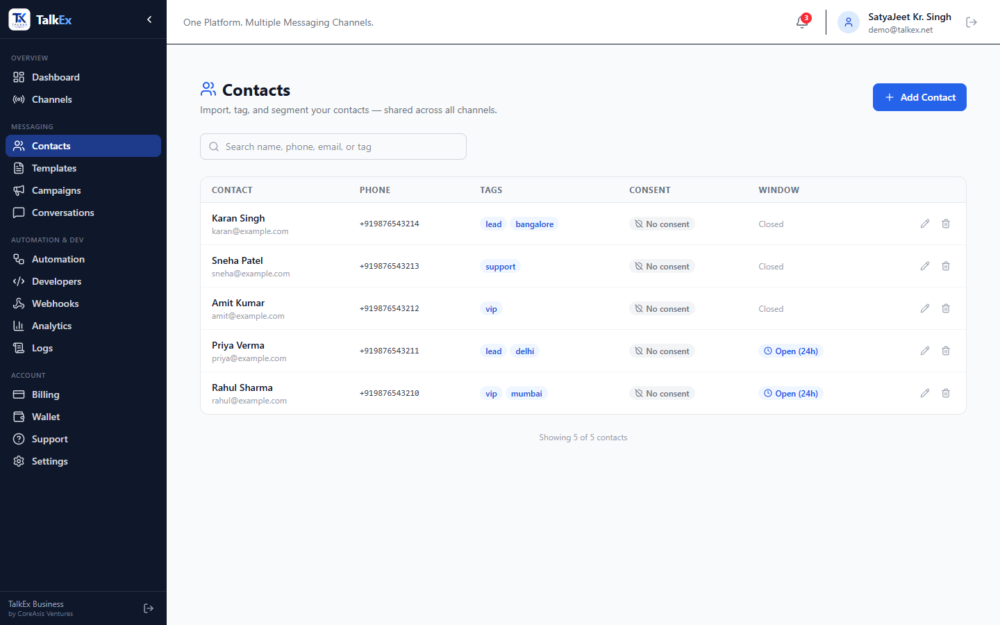 TalkEx
One Platform. Multiple Messaging Channels.
3
SatyaJeet Kr. Singh
demo@talkex.net
OVERVIEW
Dashboard
Channels
MESSAGING
Contacts
Templates
Campaigns
Conversations
AUTOMATION & DEV
Automation
Developers
Webhooks
Analytics
Logs
ACCOUNT
Billing
Wallet
Support
Settings
TalkEx Business
by CoreAxis Ventures
Contacts
Import, tag, and segment your contacts — shared across all channels.
Add Contact
Search name, phone, email, or tag
CONTACT PHONE TAGS CONSENT WINDOW
Karan Singh
karan@example.com
+919876543214 lead bangalore No consent Closed
Sneha Patel
sneha@example.com
+919876543213 support No consent Closed
Amit Kumar
amit@example.com
+919876543212 vip No consent Closed
Priya Verma
priya@example.com
+919876543211 lead delhi No consent Open (24h)
Rahul Sharma
rahul@example.com
+919876543210 vip mumbai No consent Open (24h)
Showing 5 of 5 contacts